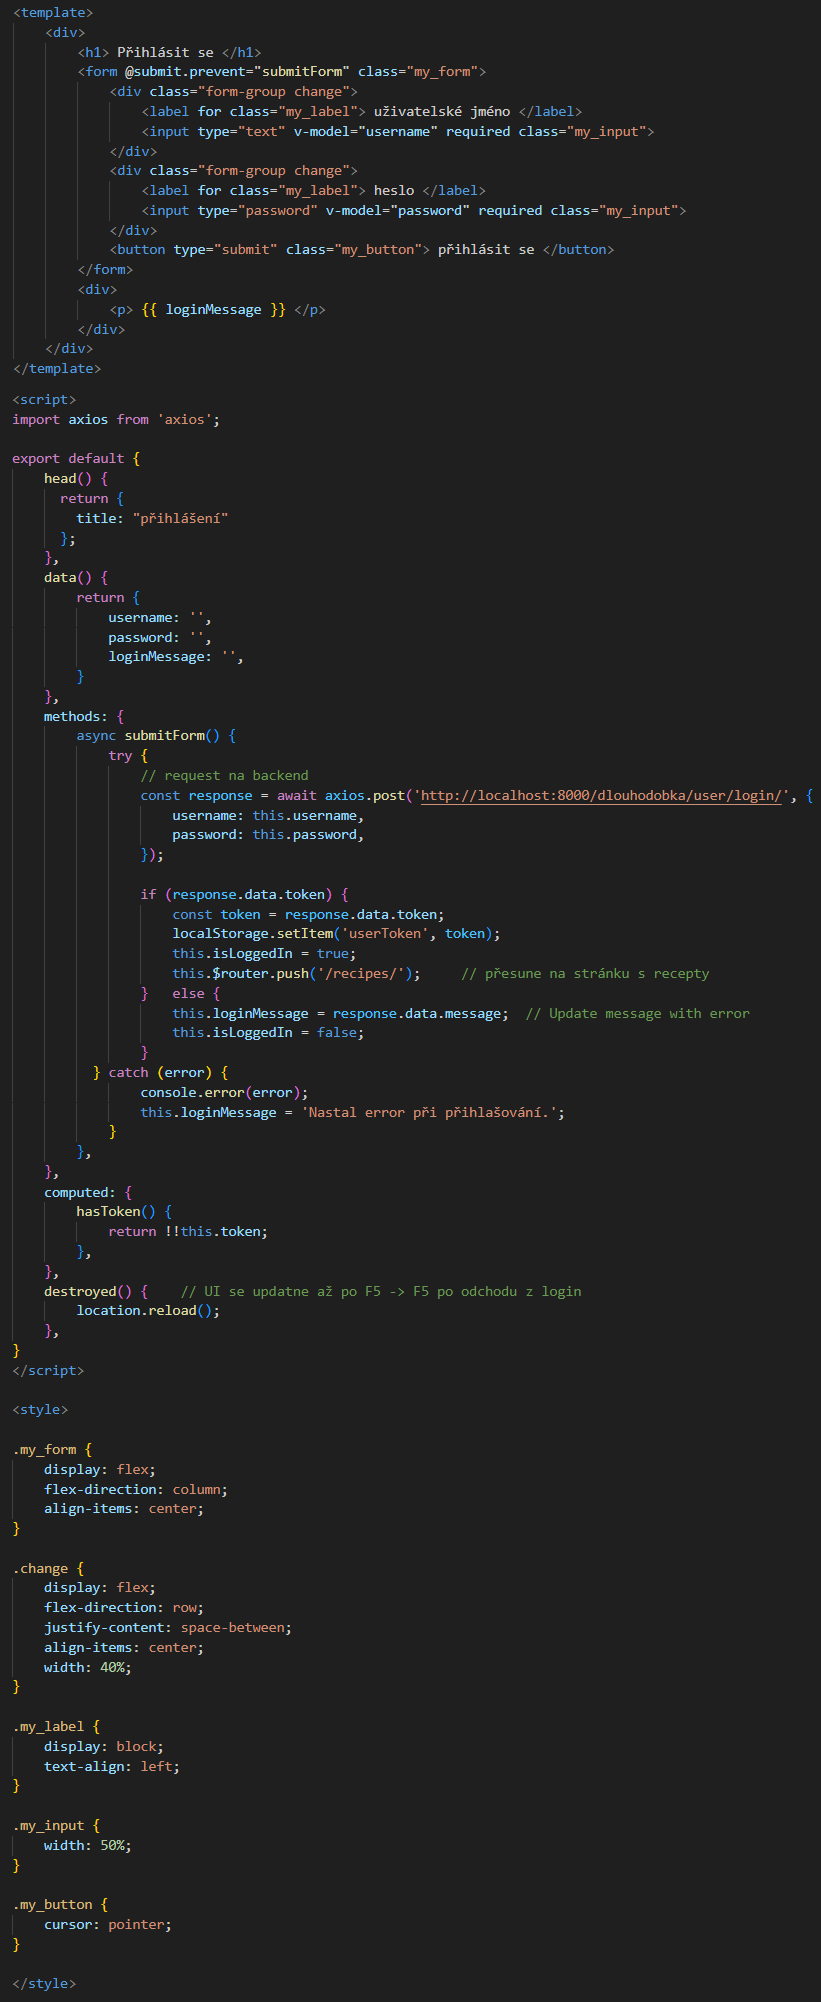 <template>
    <div>
        <h1> Přihlásit se </h1>
        <form @submit.prevent="submitForm" class="my_form">
            <div class="form-group change">
                <label for class="my_label"> uživatelské jméno </label>
                <input type="text" v-model="username" required class="my_input">
            </div>
            <div class="form-group change">
                <label for class="my_label"> heslo </label>
                <input type="password" v-model="password" required class="my_input">
            </div>
            <button type="submit" class="my_button"> přihlásit se </button>
        </form>
        <div>
            <p> {{ loginMessage }} </p>
        </div>
    </div>
</template>
<script>
import axios from 'axios';

export default {
    head() {
      return {
        title: "přihlášení"
      };
    },
    data() {
        return {
            username: '',
            password: '',
            loginMessage: '',
        }
    },
    methods: {
        async submitForm() {
            try {
                // request na backend
                const response = await axios.post('http://localhost:8000/dlouhodobka/user/login/', {
                    username: this.username,
                    password: this.password,
                });

                if (response.data.token) {
                    const token = response.data.token;
                    localStorage.setItem('userToken', token);
                    this.isLoggedIn = true;
                    this.$router.push('/recipes/');     // přesune na stránku s recepty
                }   else {
                    this.loginMessage = response.data.message;  // Update message with error
                    this.isLoggedIn = false;
                }
          } catch (error) {
                console.error(error);
                this.loginMessage = 'Nastal error při přihlašování.';
            }
        },
    },
    computed: {
        hasToken() {
            return !!this.token;
        },
    },
    destroyed() {    // UI se updatne až po F5 -> F5 po odchodu z login
        location.reload();
    },
}
</script>

<style>

.my_form {
    display: flex;
    flex-direction: column;
    align-items: center;
}

.change {
    display: flex;
    flex-direction: row;
    justify-content: space-between;
    align-items: center;
    width: 40%;
}

.my_label {
    display: block;
    text-align: left;
}

.my_input {
    width: 50%;
}

.my_button {
    cursor: pointer;
}

</style>